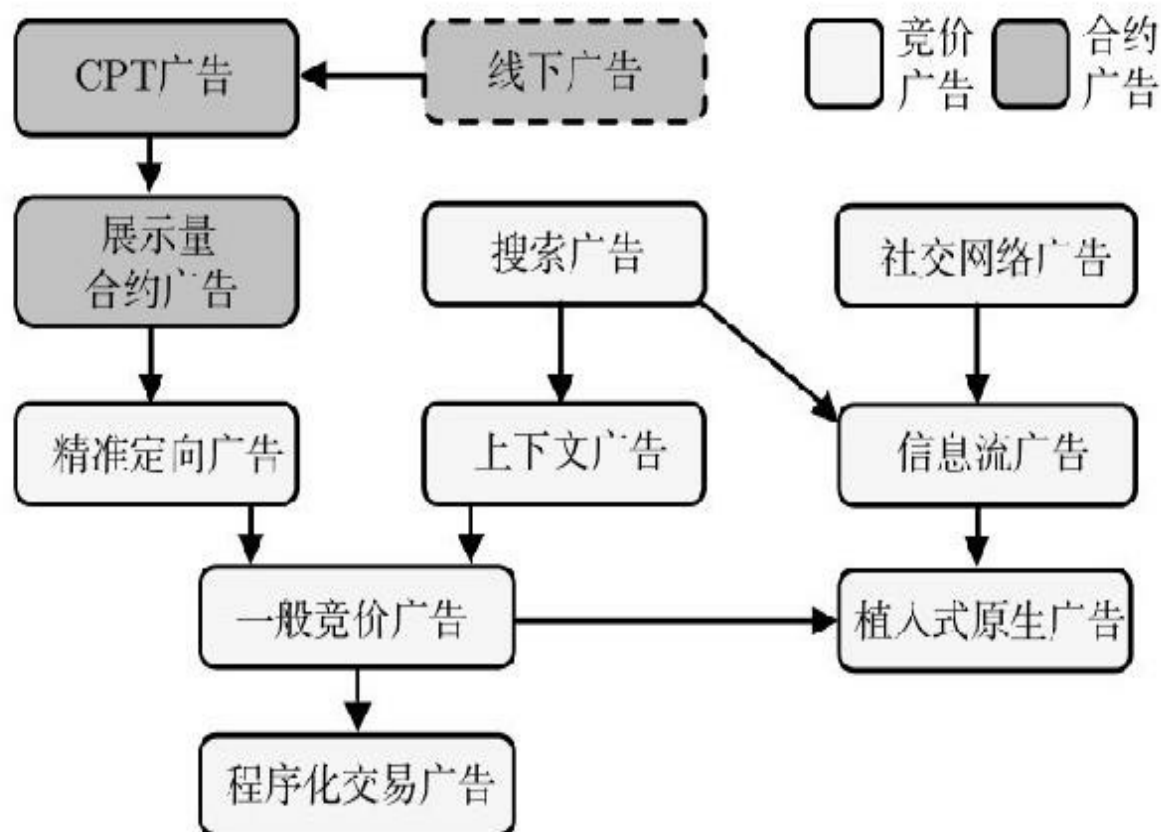 CPT广告
线下广告
竞价
广告
合约
广告
展示量
合约广告
搜索广告
社交网络广告
精准定向广告
上下文广告
信息流广告
一般竞价广告
植入式原生广告
程序化交易广告